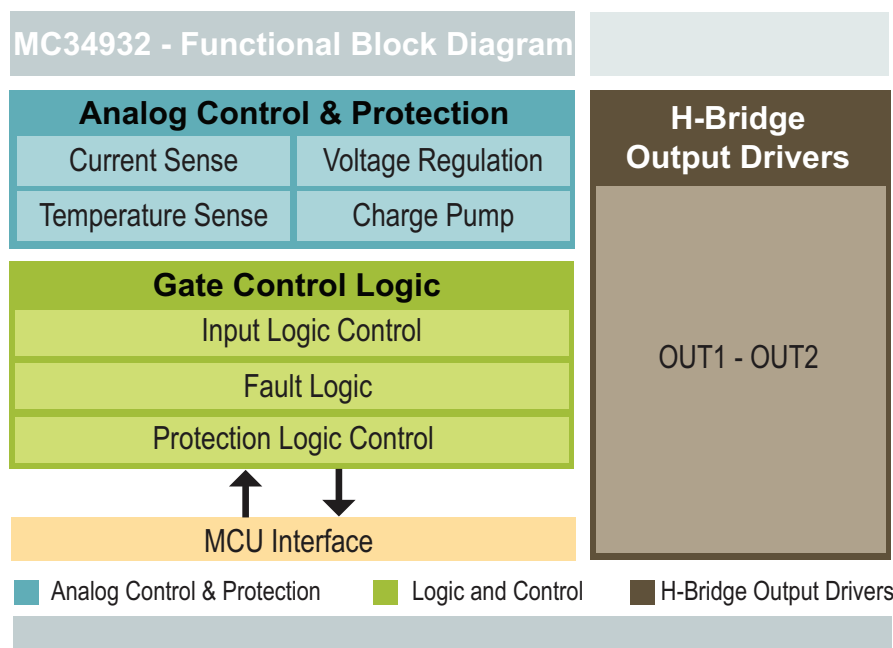 MC34932 - Functional Block Diagram
Analog Control & Protection
Current Sense
Voltage Regulation
Temperature Sense
Charge Pump
Gate Control Logic
Input Logic Control
Fault Logic
Protection Logic Control
MCU Interface
H-Bridge
Output Drivers
OUT1 - OUT2
Analog Control & Protection
Logic and Control
H-Bridge Output Drivers